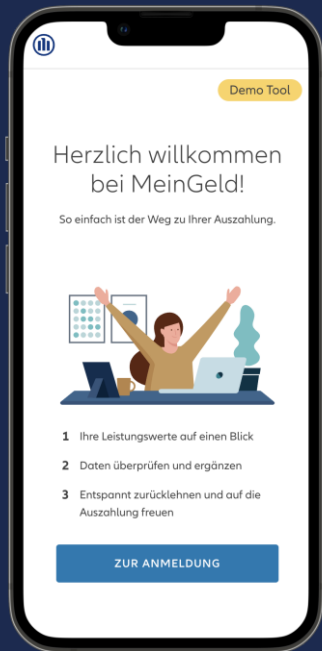 Demo Tool
Herzlich willkommen
bei MeinGeld!
So einfach ist der Weg zu Ihrer Auszahlung.
1 Ihre Leistungswerte auf einen Blick
2 Daten überprüfen und ergänzen
3 Entspannt zurücklehnen und auf die
Auszahlung freuen
ZUR ANMELDUNG